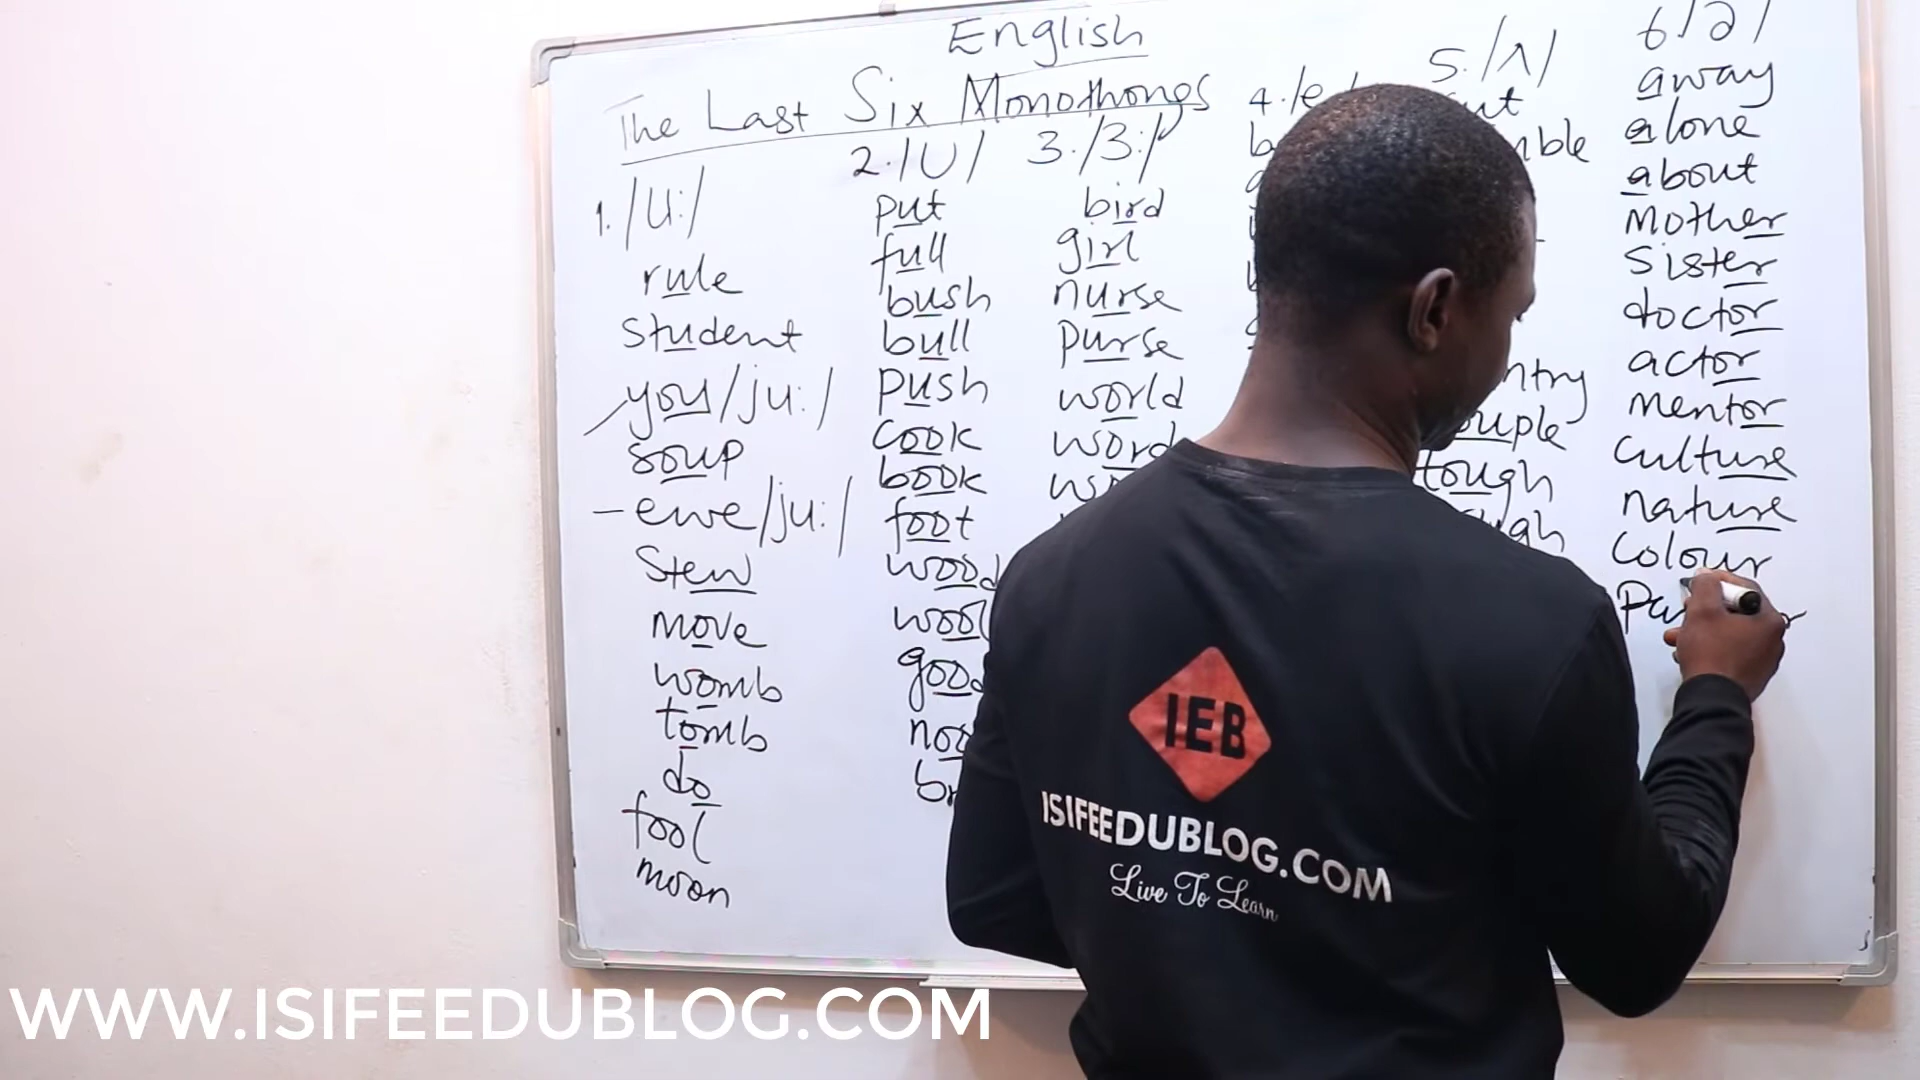 English
The Last Six Monothongs
1. /u:/
rule
student
you /ju:/
soup
- ewe /ju:/
Stew
move
womb
tomb
do
fool
moon
2. /U/
put
full
bush
bull
push
cook
book
foot
wood
good
3. /3:/
bird
girl
nurse
purse
world
word
5. /ʌ/
tough
6 /ə/
away
alone
about
Mother
Sister
doctor
actor
Mentor
Culture
nature
Colour
IEB
ISIFEEDUBLOG.COM
Live To Learn
WWW.ISIFEEDUBLOG.COM